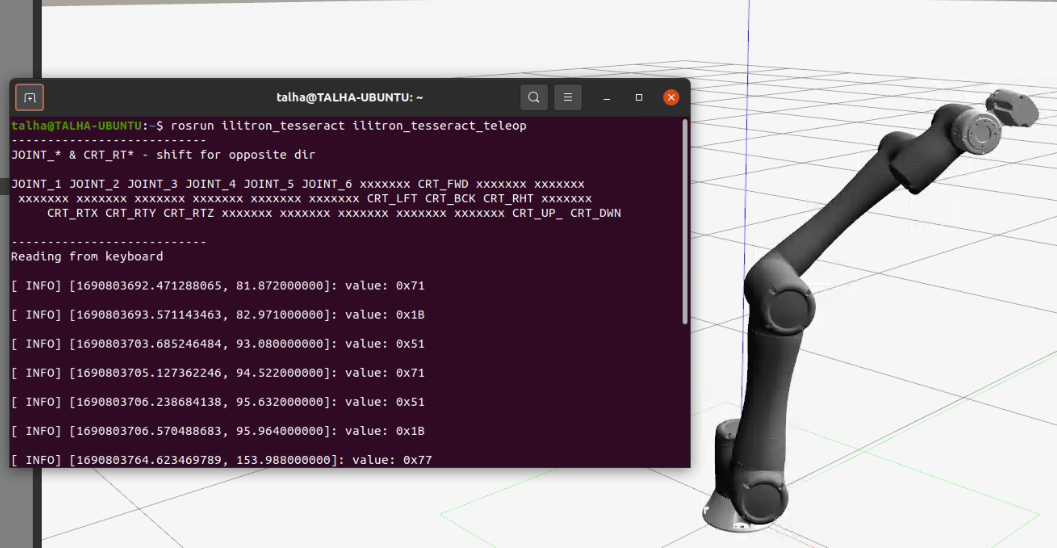 talha@TALHA-UBUNTU: ~
talha@TALHA-UBUNTU:~$ rosrun ilitron_tesseract ilitron_tesseract_teleop
---------------------------
JOINT_* & CRT_RT* - shift for opposite dir
JOINT_1 JOINT_2 JOINT_3 JOINT_4 JOINT_5 JOINT_6 xxxxxxx CRT_FWD xxxxxxx xxxxxxx
xxxxxxx xxxxxxx xxxxxxx xxxxxxx xxxxxxx xxxxxxx CRT_LFT CRT_BCK CRT_RHT xxxxxxx
CRT_RTX CRT_RTY CRT_RTZ xxxxxxx xxxxxxx xxxxxxx xxxxxxx xxxxxxx CRT_UP_ CRT_DWN
---------------------------
Reading from keyboard
[ INFO] [1690803692.471288065, 81.872000000]: value: 0x71
[ INFO] [1690803693.571143463, 82.971000000]: value: 0x1B
[ INFO] [1690803703.685246484, 93.080000000]: value: 0x51
[ INFO] [1690803705.127362246, 94.522000000]: value: 0x71
[ INFO] [1690803706.238684138, 95.632000000]: value: 0x51
[ INFO] [1690803706.570488683, 95.964000000]: value: 0x1B
[ INFO] [1690803764.623469789, 153.988000000]: value: 0x77